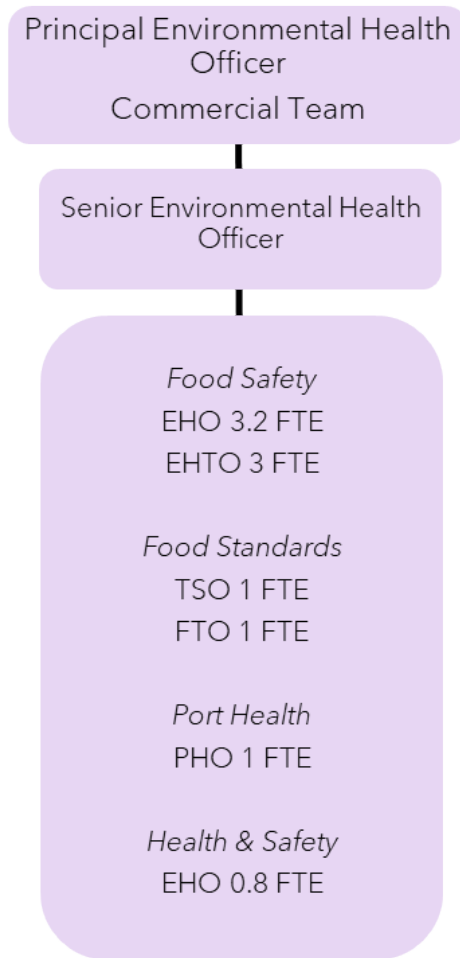 Principal Environmental Health
Officer
Commercial Team
Senior Environmental Health
Officer
Food Safety
EHO 3.2 FTE
EHTO 3 FTE
Food Standards
TSO 1 FTE
FTO 1 FTE
Port Health
PHO 1 FTE
Health & Safety
EHO 0.8 FTE